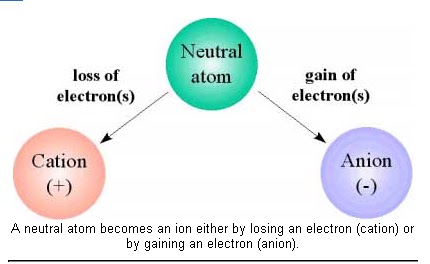 Neutral
atom
loss of
electron(s)
gain of
electron(s)
Cation
(+)
Anion
(-)
A neutral atom becomes an ion either by losing an electron (cation) or
by gaining an electron (anion).